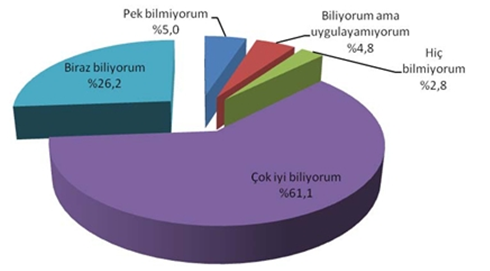 Pek bilmiyorum
%5,0
Biliyorum ama
uygulayamıyorum
%4,8
Hiç
bilmiyorum
%2,8
Biraz biliyorum
%26,2
Çok iyi biliyorum
%61,1